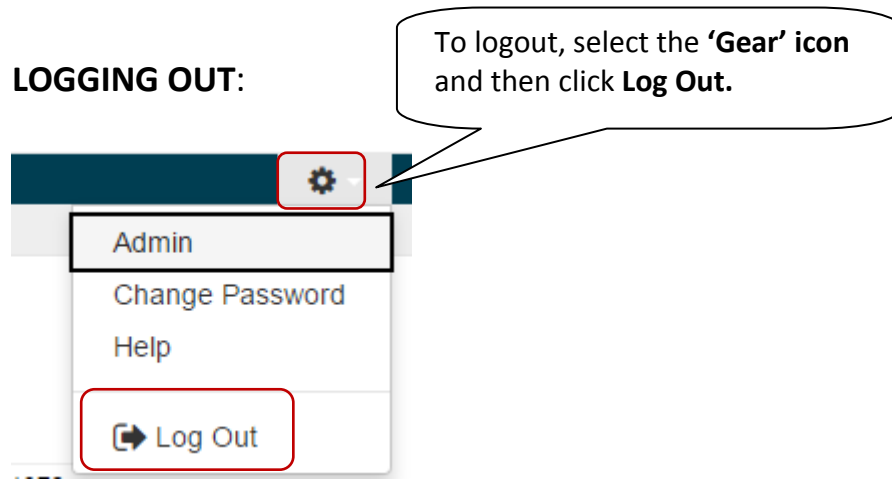 To logout, select the ‘Gear’ icon
and then click Log Out.
LOGGING OUT:
Admin
Change Password
Help
Log Out